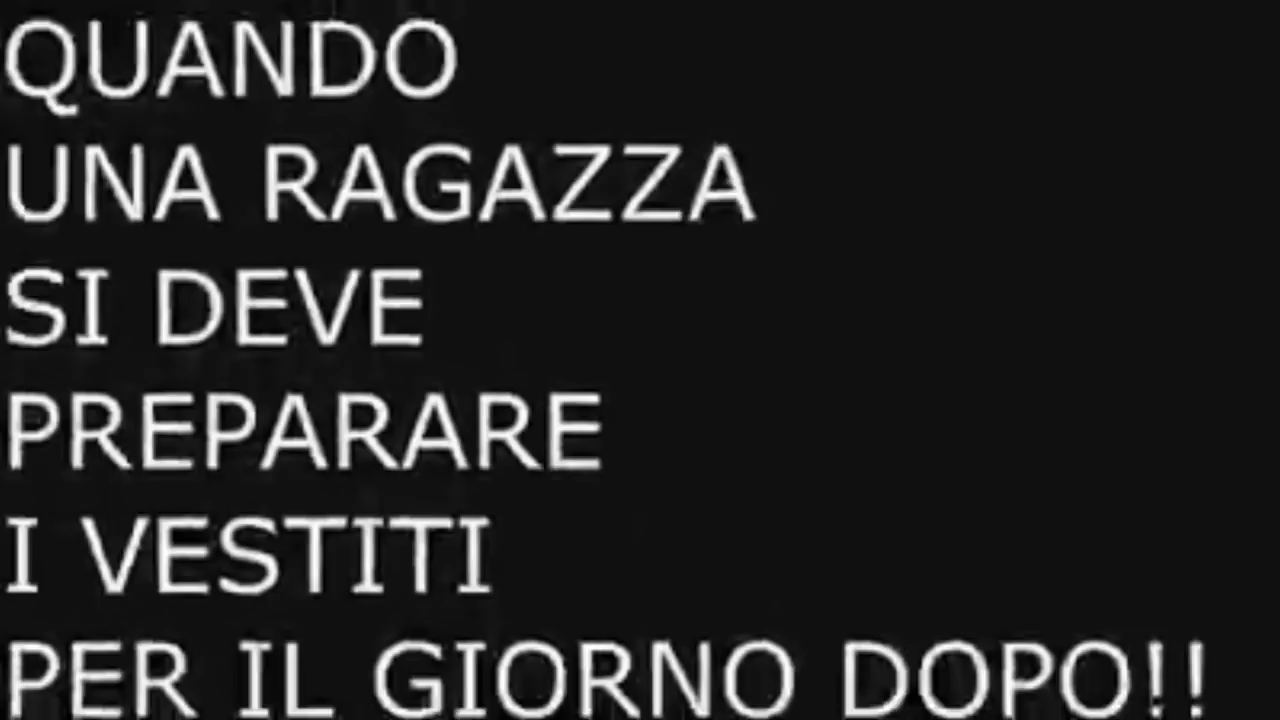 QUANDO
UNA RAGAZZA
SI DEVE
PREPARARE
I VESTITI
PER IL GIORNO DOPO!!